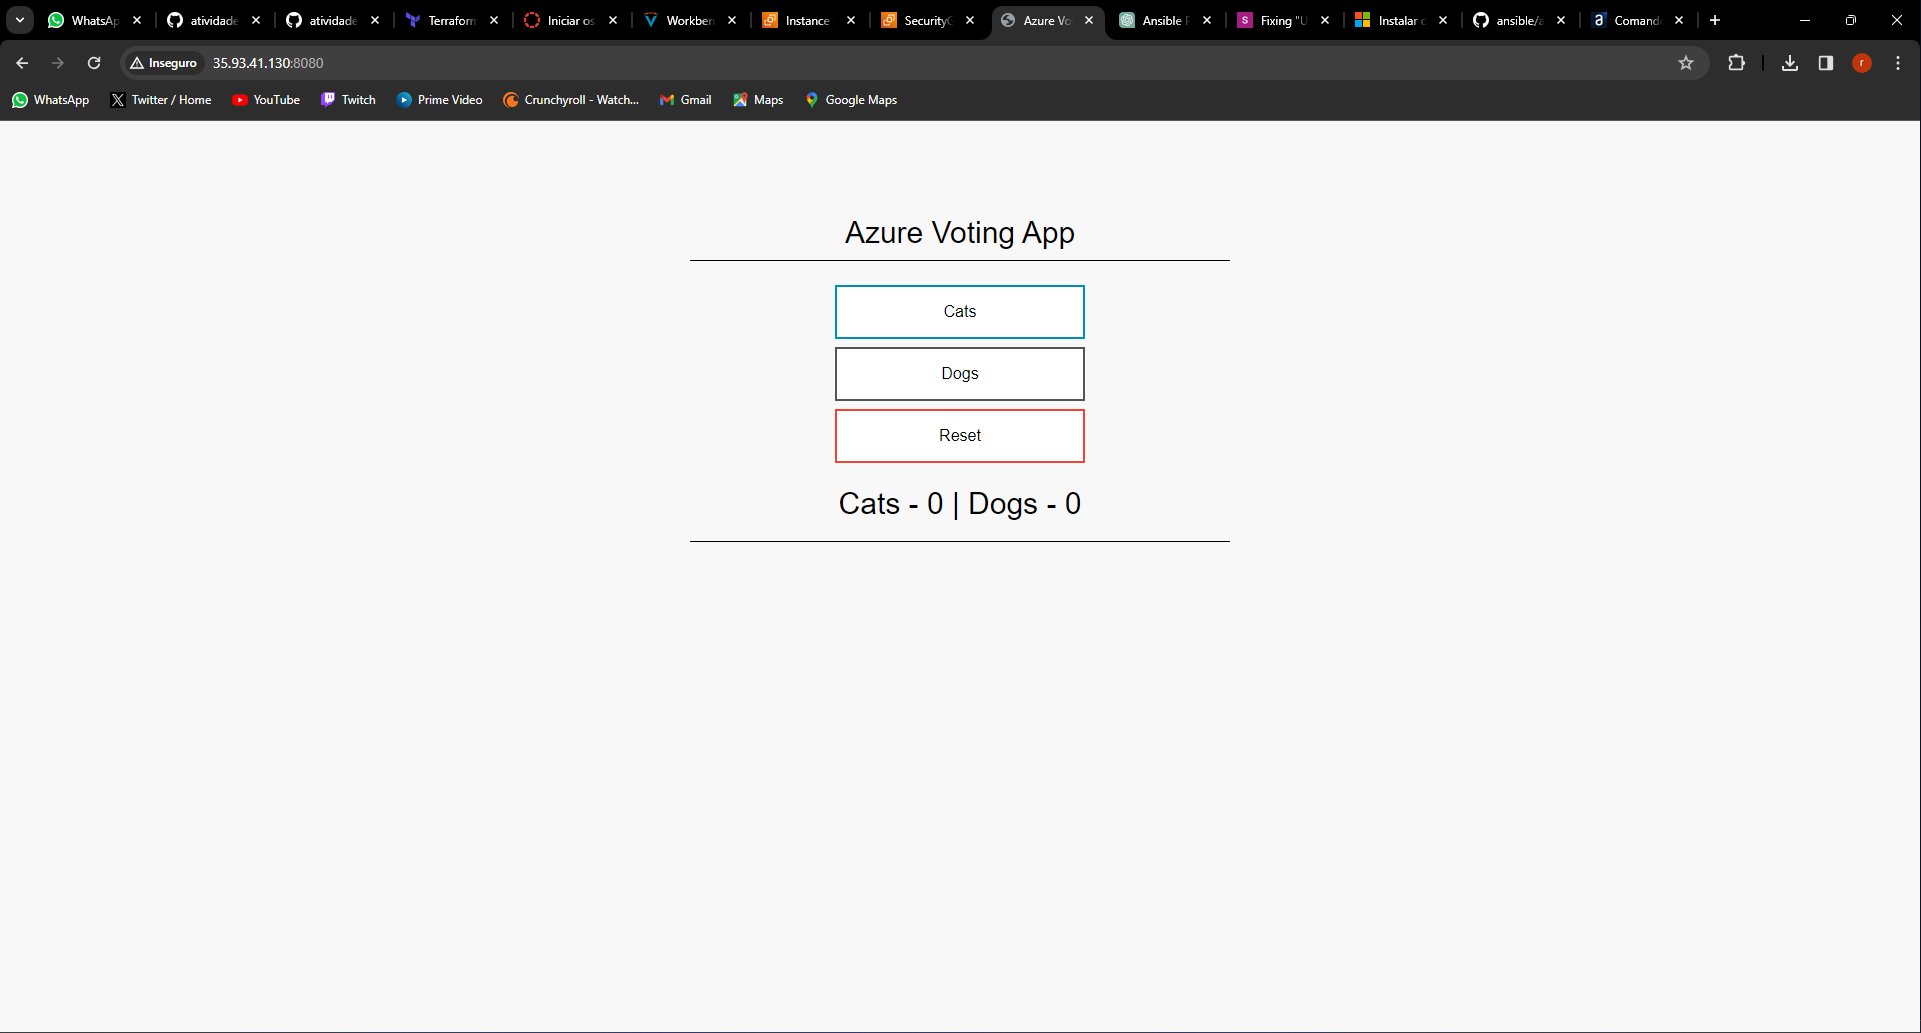 WhatsAp atividade atividade Terraform Iniciar os Workben Instance Security Azure Vo Ansible Fixing "U Instalar ansible/a Comand
Inseguro 35.93.41.130:8080
WhatsApp Twitter / Home YouTube Twitch Prime Video Crunchyroll - Watch... Gmail Maps Google Maps
Azure Voting App
Cats
Dogs
Reset
Cats - 0 | Dogs - 0